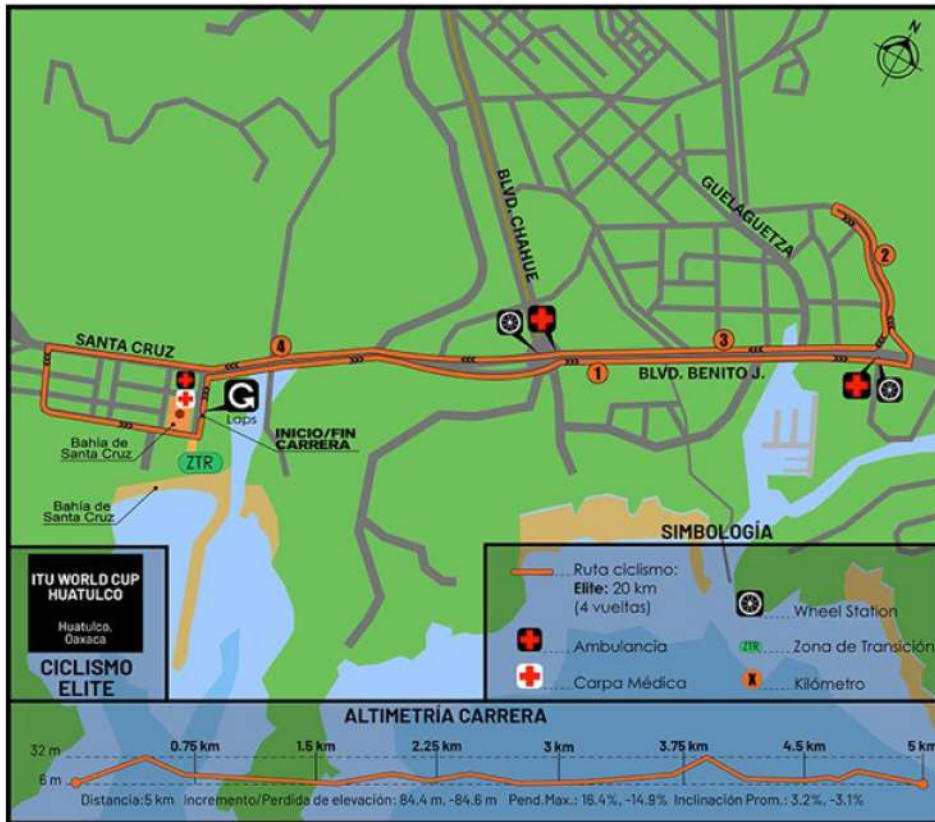 N
BLVD. CHAHUE
GUELAGUETZA
2
SANTA CRUZ
4
3
1
BLVD. BENITO J.
Laps
INICIO/FIN
CARRERA
Bahía de
Santa Cruz
ZTR
Bahía de
Santa Cruz
SIMBOLOGÍA
ITU WORLD CUP
HUATULCO
Huatulco,
Oaxaca
CICLISMO
ELITE
Ruta ciclismo:
Elite: 20 km
(4 vueltas)
Wheel Station
Ambulancia
ZTR Zona de Transición
Carpa Médica
X Kilómetro
ALTIMETRÍA CARRERA
0.75 km 1.5 km 2.25 km 3 km 3.75 km 4.5 km 5 km
32 m
6 m
Distancia: 5 km Incremento/Perdida de elevación: 84.4 m, -84.6 m Pend.Max.: 16.4%, -14.9% Inclinación Prom.: 3.2%, -3.1%